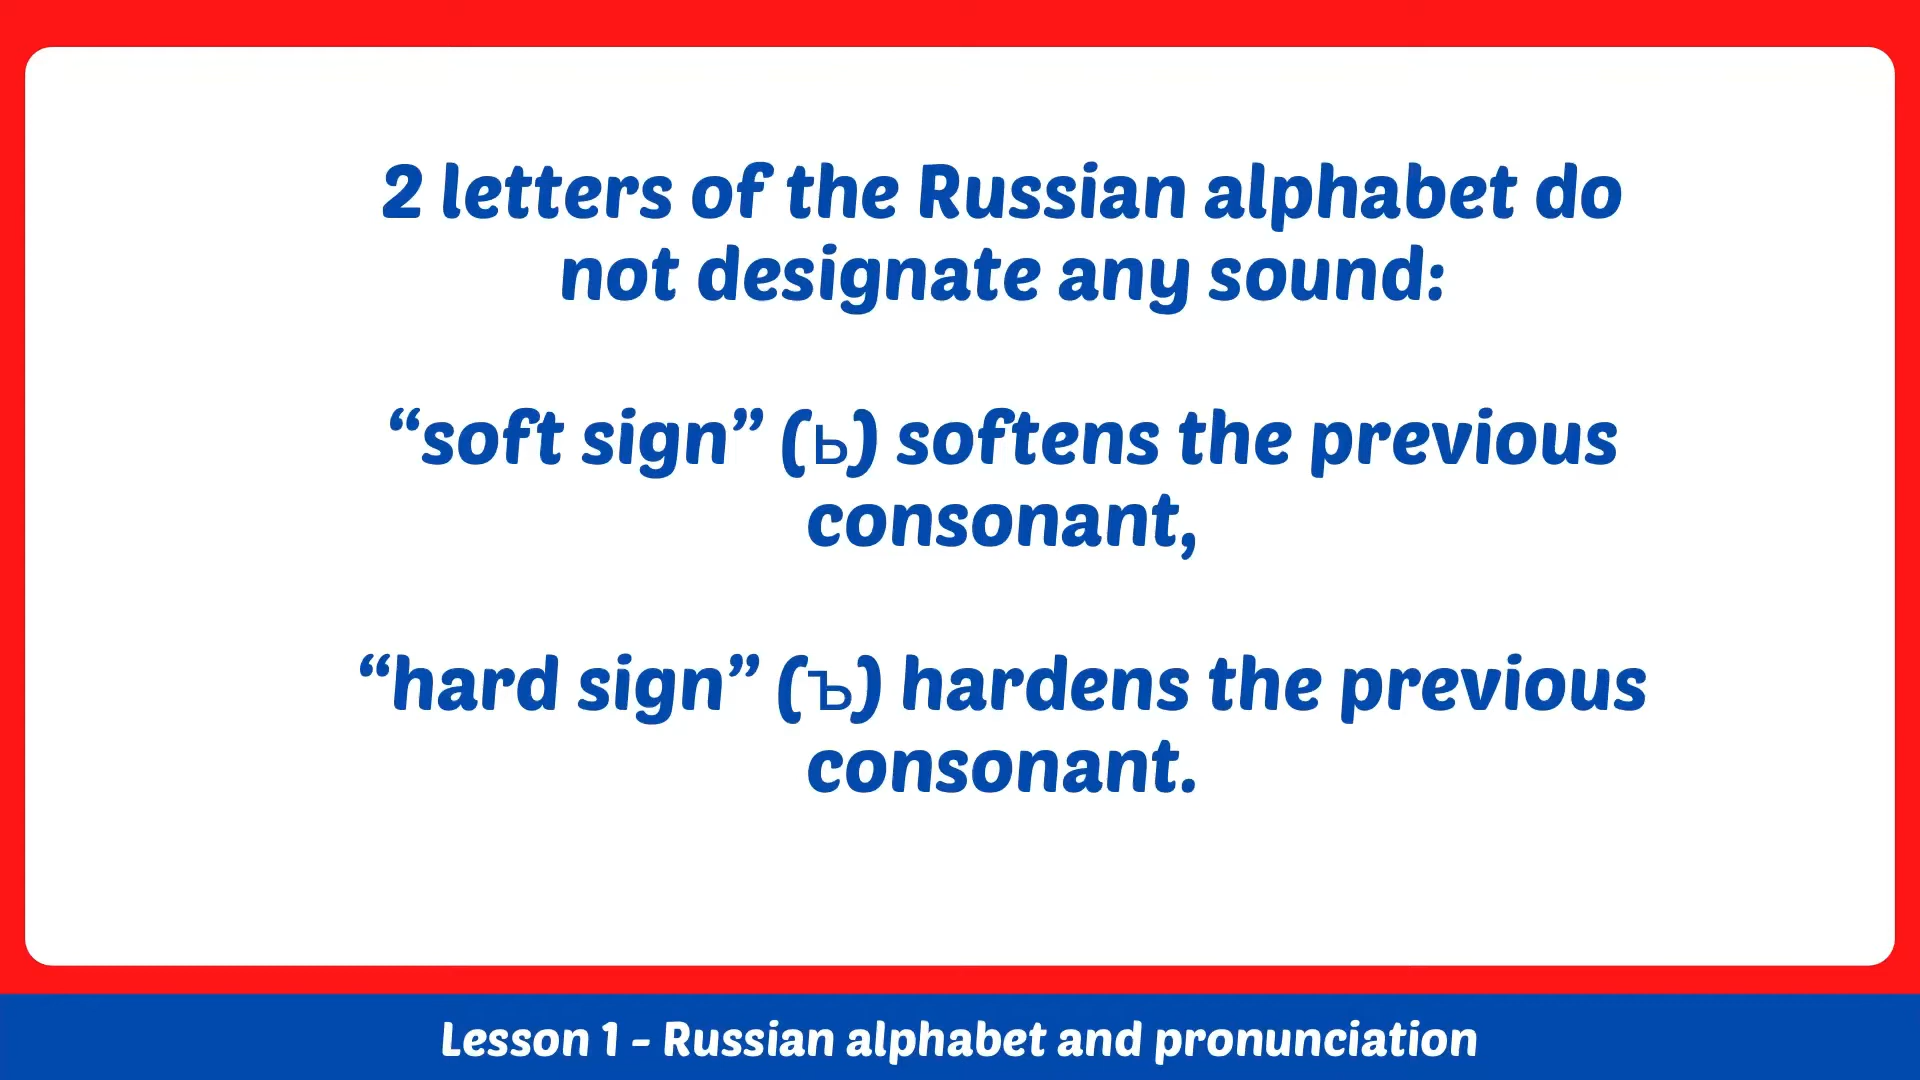 2 letters of the Russian alphabet do
not designate any sound:
“soft sign” (ь) softens the previous
consonant,
“hard sign” (ъ) hardens the previous
consonant.
Lesson 1 - Russian alphabet and pronunciation